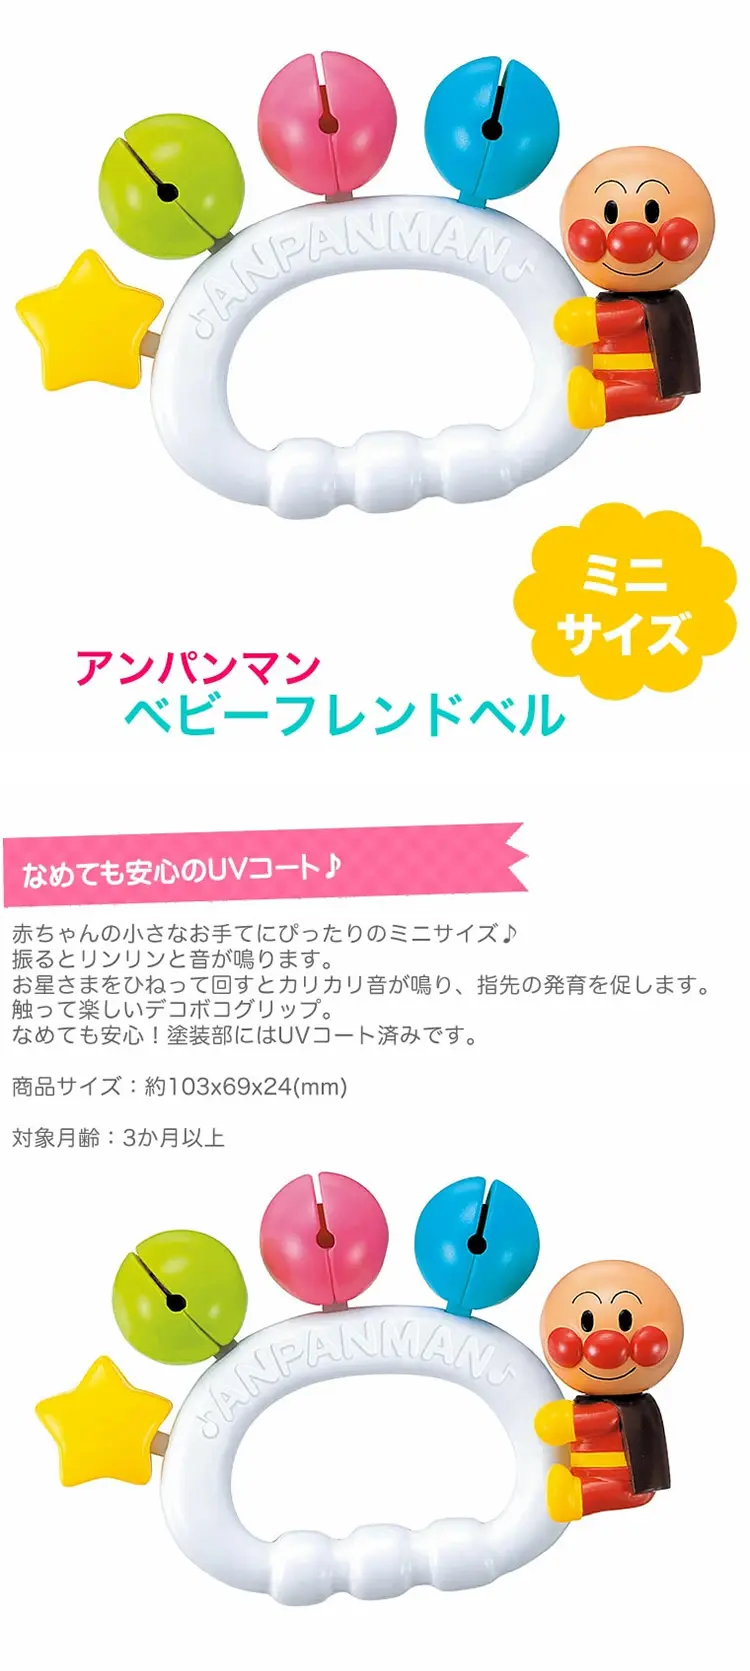 ♪ANPANMAN♪
ミニ
サイズ
アンパンマン
ベビーフレンドベル
なめても安心のUVコート♪
赤ちゃんの小さなお手てにぴったりのミニサイズ♪
振るとリンリンと音が鳴ります。
お星さまをひねって回すとカリカリ音が鳴り、指先の発育を促します。
触って楽しいデコボコグリップ。
なめても安心！塗装部にはUVコート済みです。
商品サイズ：約103x69x24(mm)
対象月齢：3か月以上
♪ANPANMAN♪